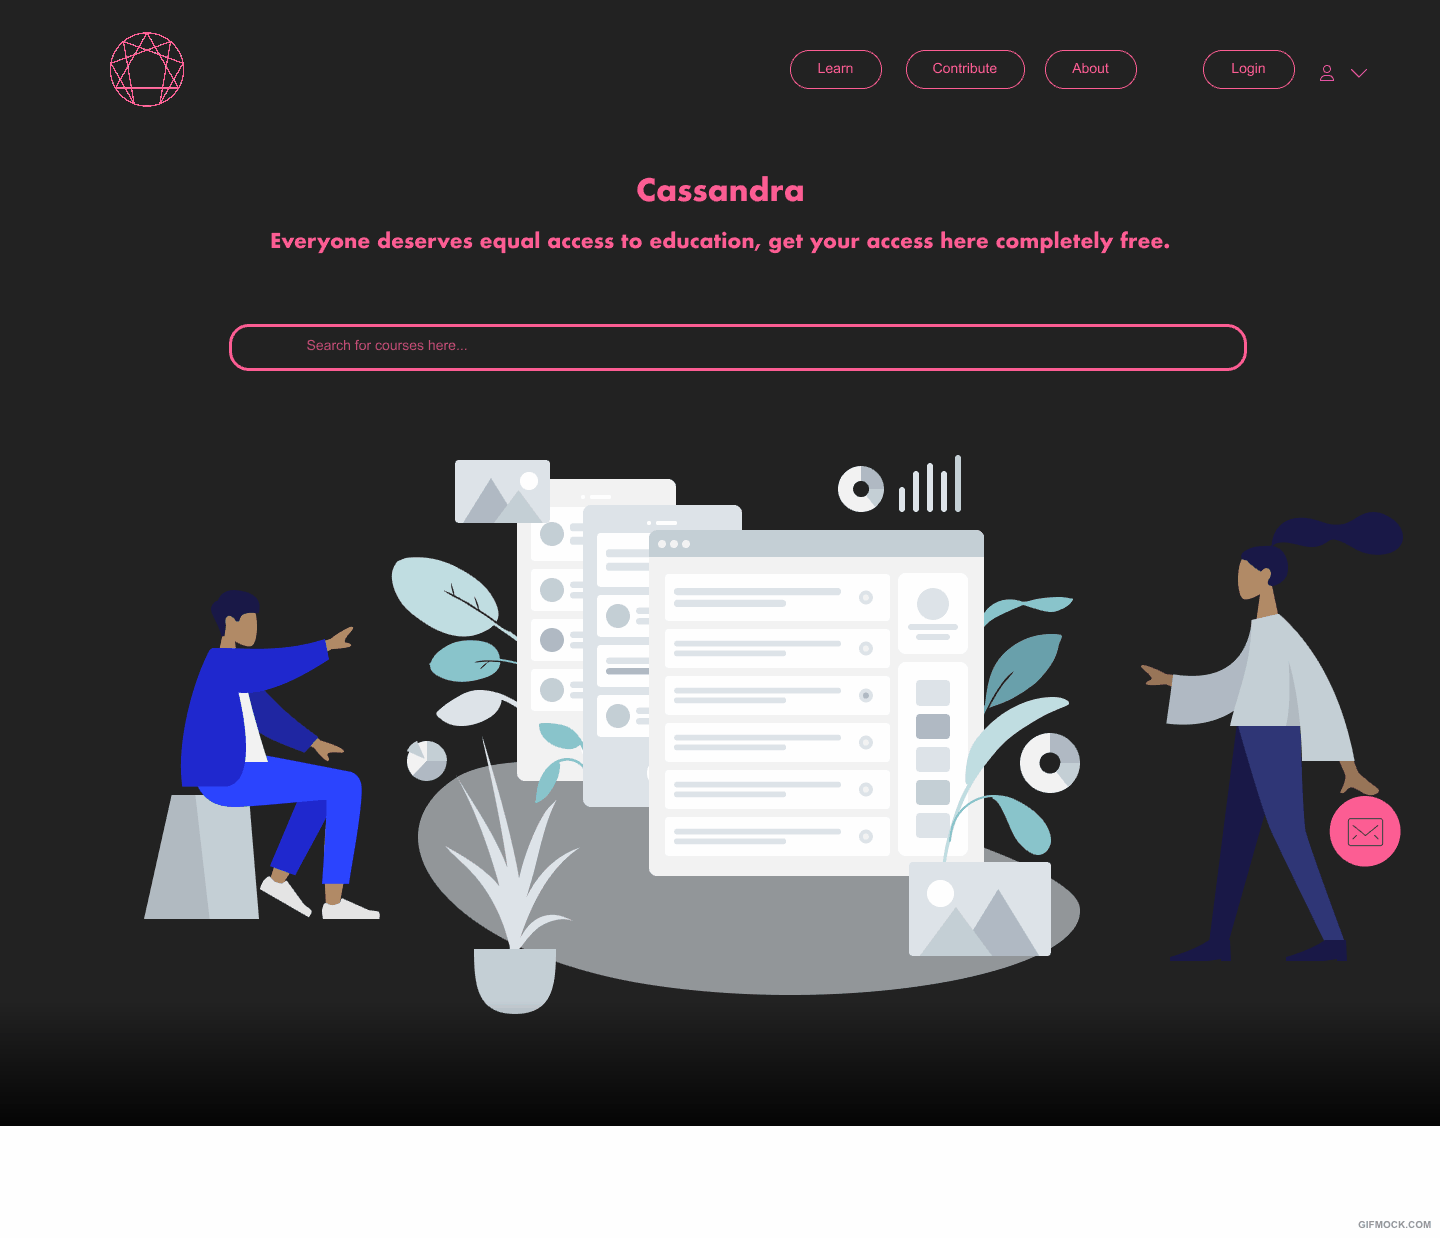 Learn
Contribute
About
Login
Cassandra
Everyone deserves equal access to education, get your access here completely free.
Search for courses here...
GIFMOCK.COM